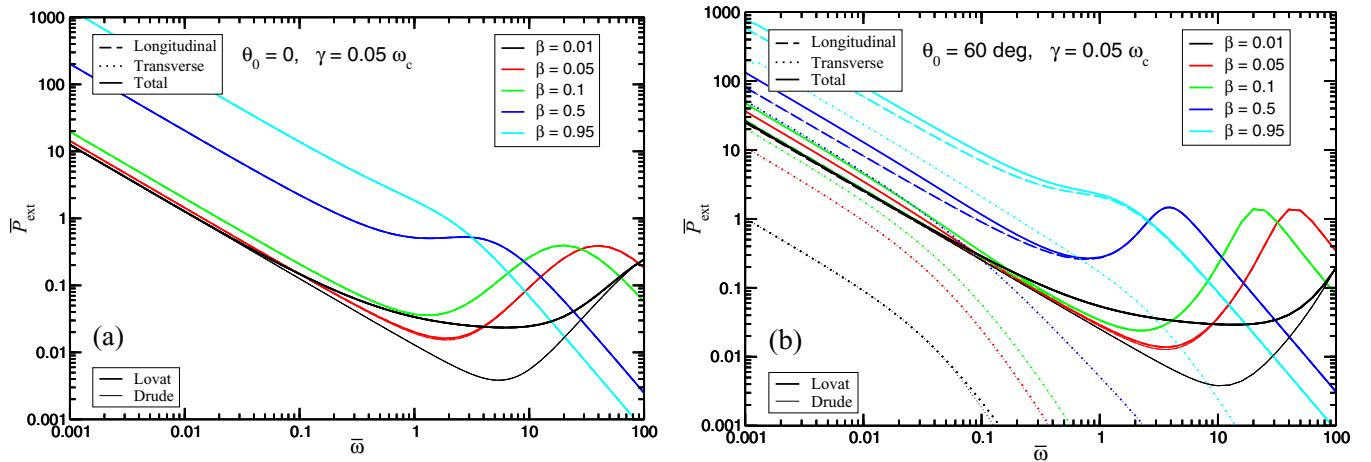 1000
100
10
1
0.1
0.01
0.001
P̅ext
Longitudinal
Transverse
Total
θ0 = 0, γ = 0.05 ωc
β = 0.01
β = 0.05
β = 0.1
β = 0.5
β = 0.95
(a)
Lovat
Drude
0.001 0.01 0.1 1 10 100
ω̅
1000
100
10
1
0.1
0.01
0.001
P̅ext
Longitudinal
Transverse
Total
θ0 = 60 deg, γ = 0.05 ωc
β = 0.01
β = 0.05
β = 0.1
β = 0.5
β = 0.95
(b)
Lovat
Drude
0.001 0.01 0.1 1 10 100
ω̅